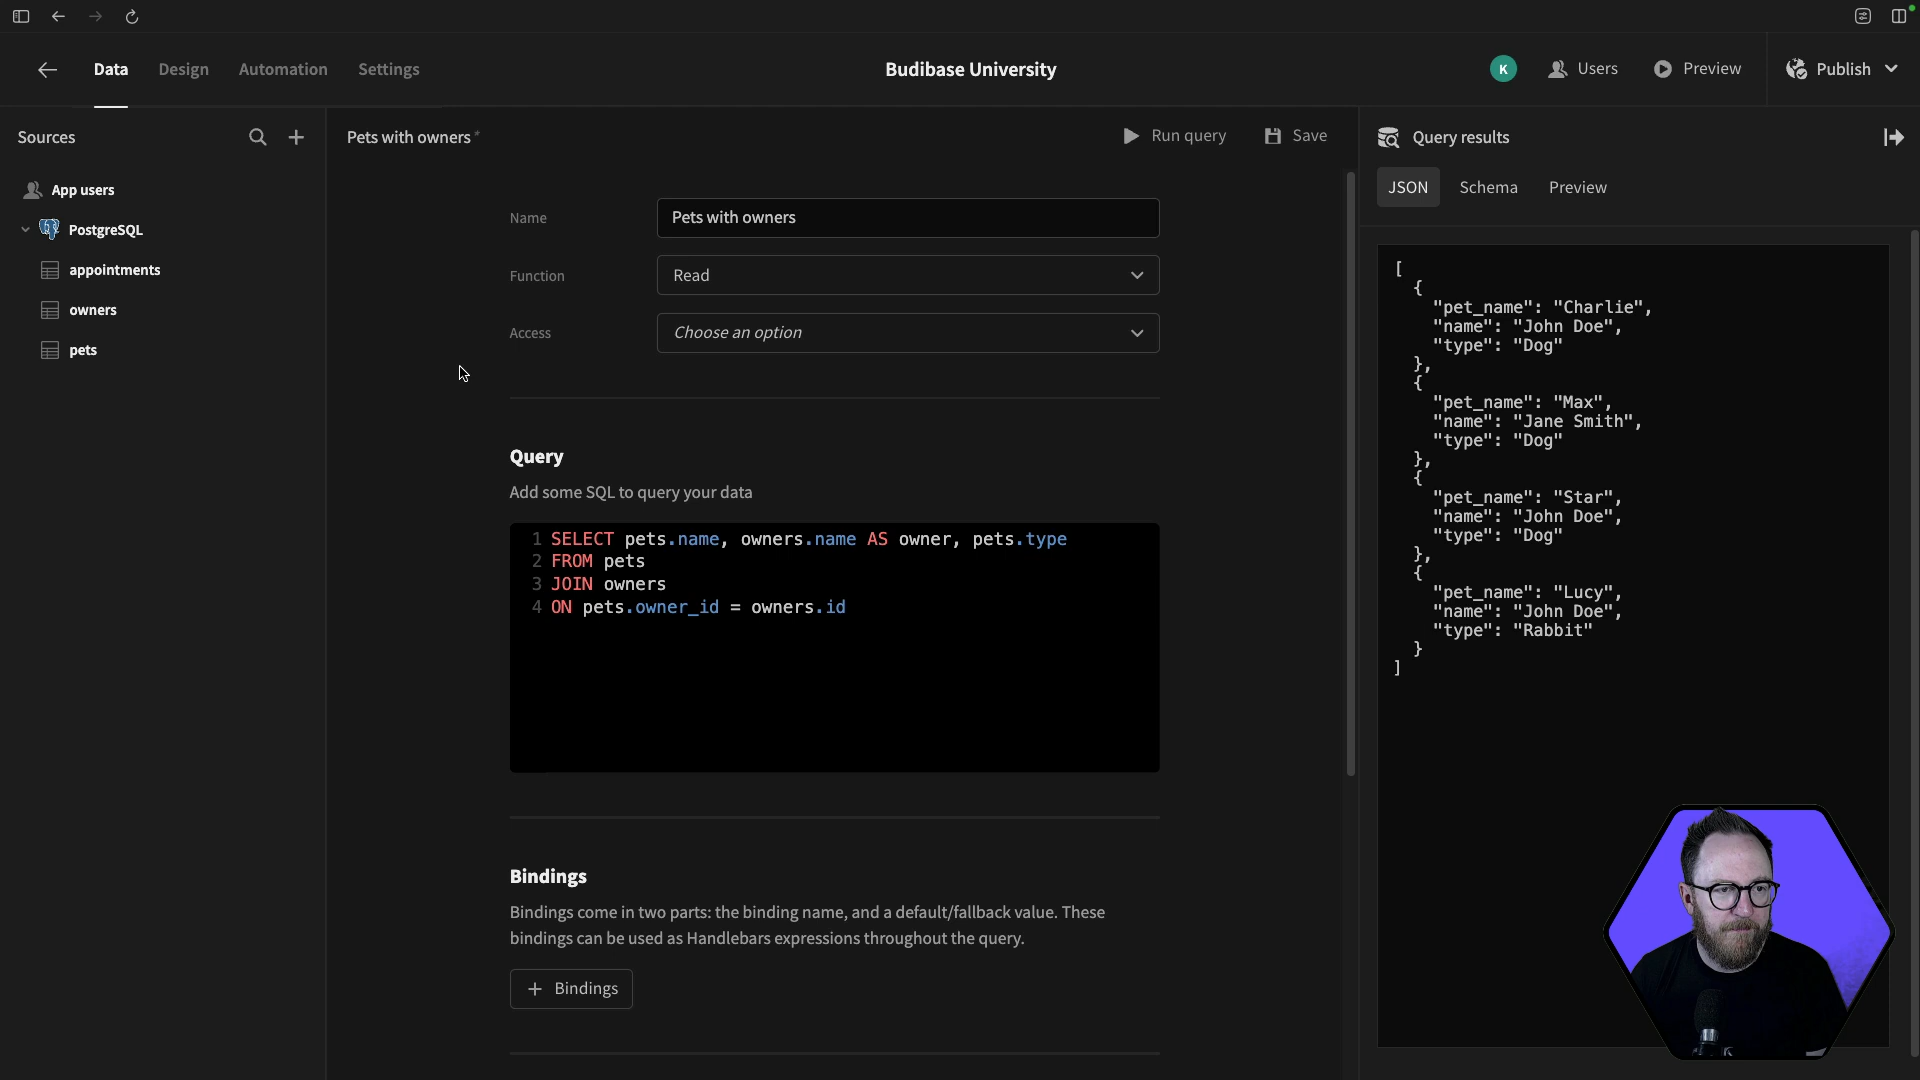 Data Design Automation Settings
Budibase University
K Users Preview Publish
Sources
App users
PostgreSQL
appointments
owners
pets
Pets with owners *
Run query Save
Name Pets with owners
Function Read
Access Choose an option
Query
Add some SQL to query your data
1 SELECT pets.name, owners.name AS owner, pets.type
2 FROM pets
3 JOIN owners
4 ON pets.owner_id = owners.id
Bindings
Bindings come in two parts: the binding name, and a default/fallback value. These
bindings can be used as Handlebars expressions throughout the query.
+ Bindings
Query results
JSON Schema Preview
[
{
"pet_name": "Charlie",
"name": "John Doe",
"type": "Dog"
},
{
"pet_name": "Max",
"name": "Jane Smith",
"type": "Dog"
},
{
"pet_name": "Star",
"name": "John Doe",
"type": "Dog"
},
{
"pet_name": "Lucy",
"name": "John Doe",
"type": "Rabbit"
}
]